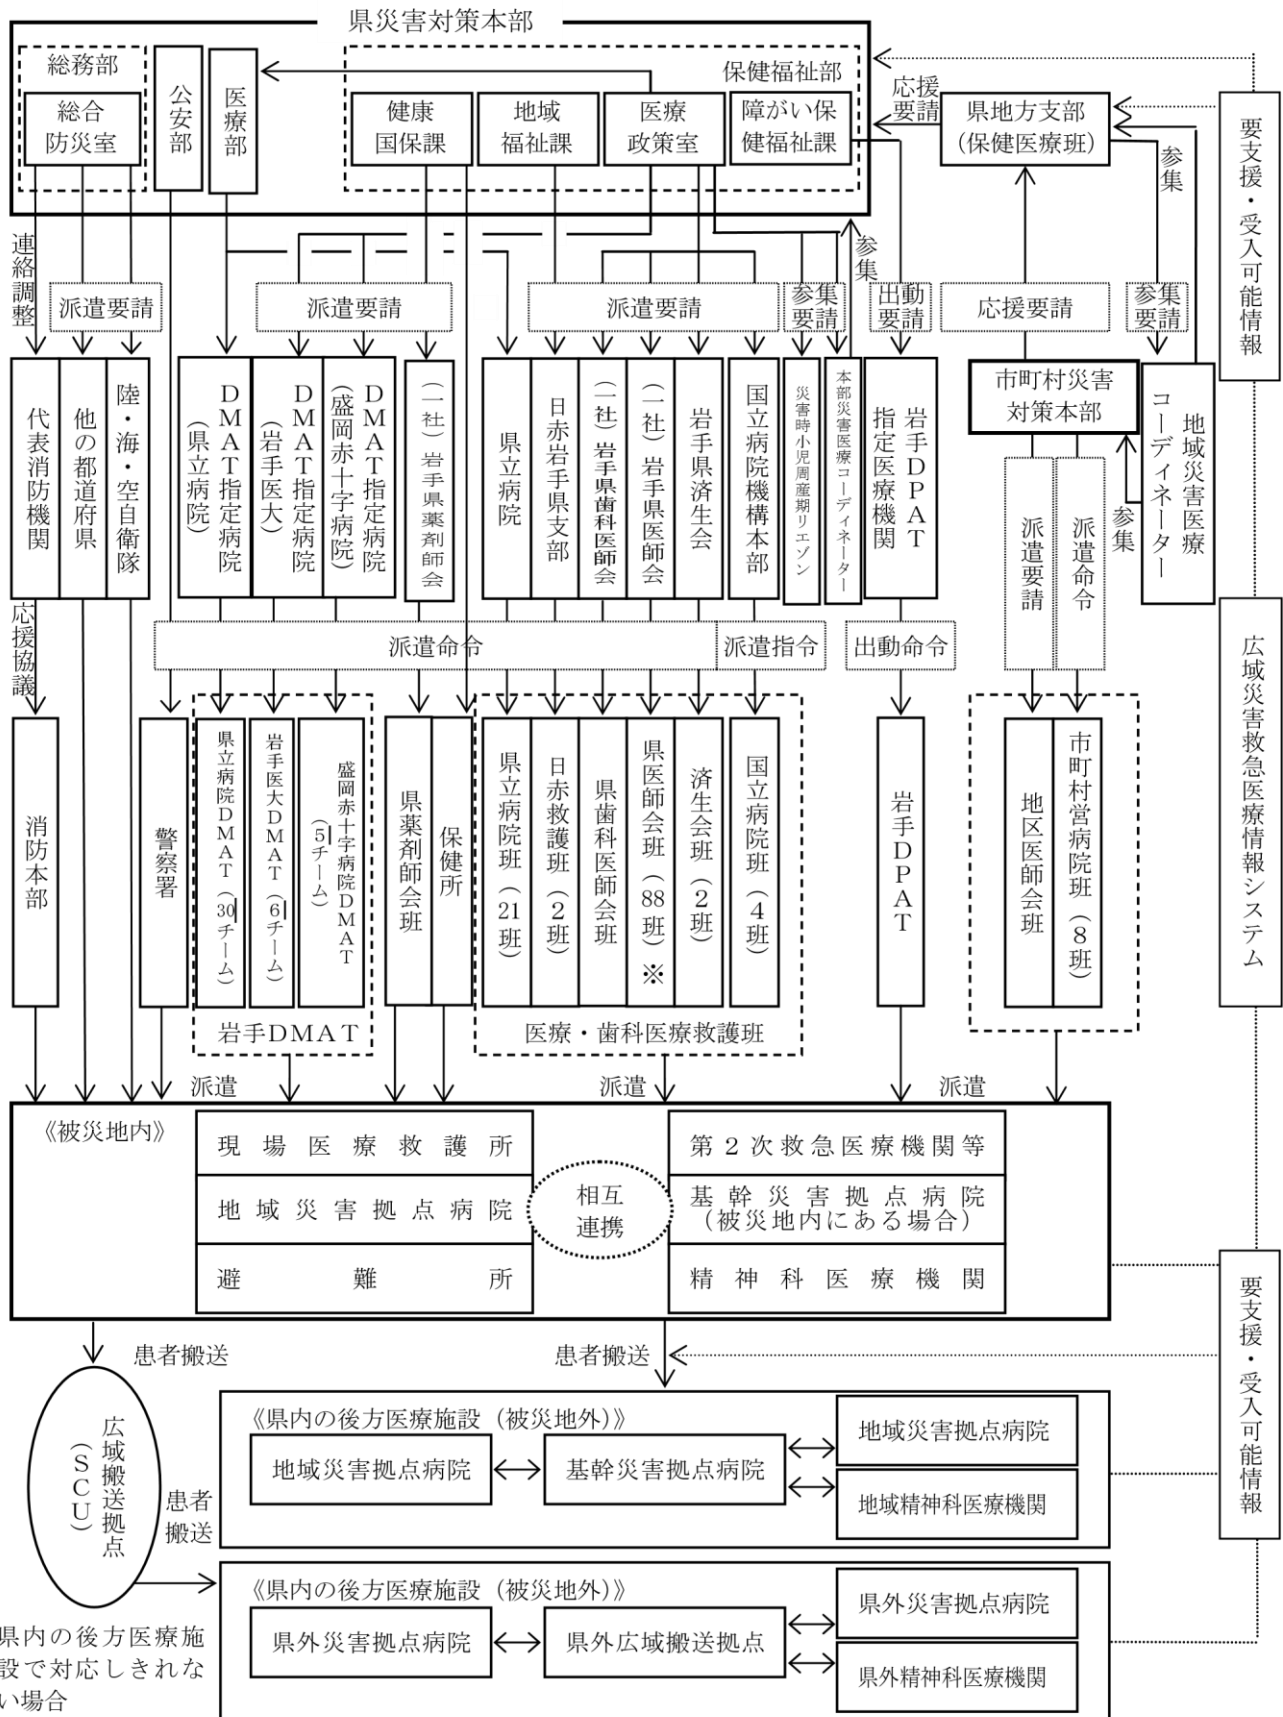 県災害対策本部
総務部
総合
防災室
公安部
医療部
保健福祉部
健康
国保課
地域
福祉課
医療
政策室
障がい保
健福祉課
応援
要請
県地方支部
(保健医療班)
参集
要支援・受入可能情報
連絡調整
派遣要請
派遣要請
派遣要請
参集
要請
参集
出動
要請
応援要請
参集
要請
代表消防機関
他の都道府県
陸・海・空自衛隊
DMAT指定病院
(県立病院)
DMAT指定病院
(岩手医大)
DMAT指定病院
(盛岡赤十字病院)
(一社)岩手県薬剤師会
県立病院
日赤岩手県支部
(一社)岩手県歯科医師会
(一社)岩手県医師会
岩手県済生会
国立病院機構本部
災害時小児周産期リエゾン
本部災害医療コーディネーター
岩手DPAT
指定医療機関
市町村災害
対策本部
地域災害医療
コーディネーター
参集
派遣要請
派遣命令
応援協議
派遣命令
派遣指令
出動命令
広域災害救急医療情報システム
消防本部
警察署
県立病院DMAT(30チーム)
岩手医大DMAT(6チーム)
盛岡赤十字病院DMAT
(5チーム)
岩手DMAT
県薬剤師会班
保健所
県立病院班(21班)
日赤救護班(2班)
県歯科医師会班
県医師会班(88班)※
済生会班(2班)
国立病院班(4班)
医療・歯科医療救護班
岩手DPAT
地区医師会班
市町村営病院班(8班)
派遣
派遣
派遣
《被災地内》
現場医療救護所
地域災害拠点病院
避難所
相互
連携
第2次救急医療機関等
基幹災害拠点病院
(被災地内にある場合)
精神科医療機関
患者搬送
患者搬送
要支援・受入可能情報
広域搬送拠点
(SCU)
患者
搬送
《県内の後方医療施設(被災地外)》
地域災害拠点病院
基幹災害拠点病院
地域災害拠点病院
地域精神科医療機関
《県内の後方医療施設(被災地外)》
県外災害拠点病院
県外広域搬送拠点
県外災害拠点病院
県外精神科医療機関
県内の後方医療施
設で対応しきれな
い場合